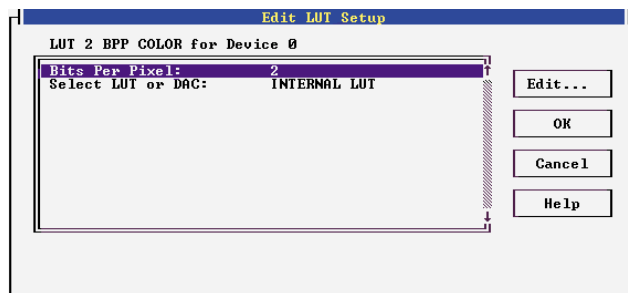 Edit LUT Setup
LUT 2 BPP COLOR for Device 0
Bits Per Pixel: 2
Select LUT or DAC: INTERNAL LUT
Edit...
OK
Cancel
Help